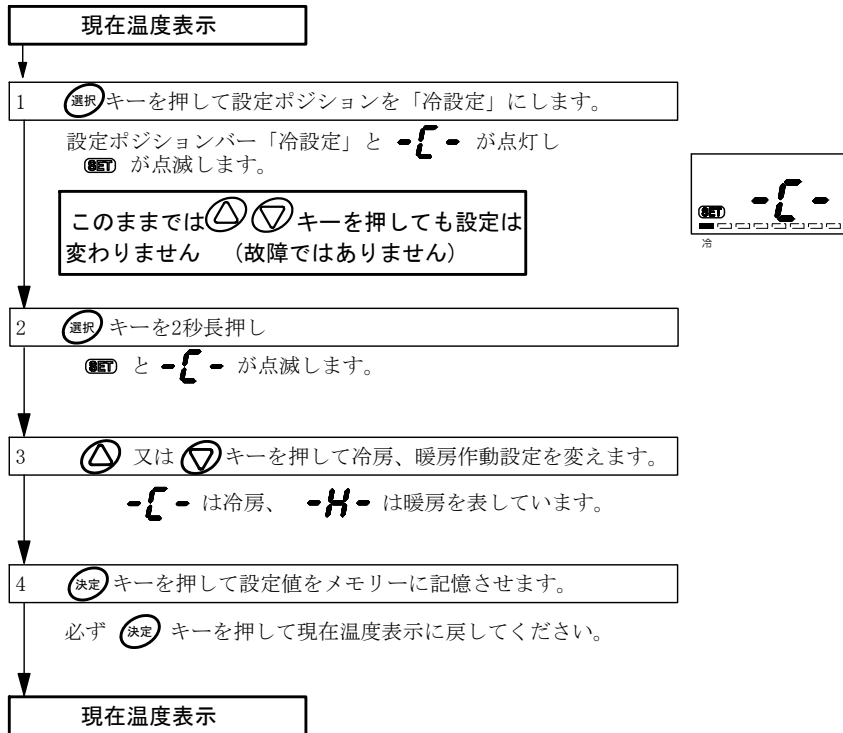 現在温度表示
1 選択キーを押して設定ポジションを「冷設定」にします。
設定ポジションバー「冷設定」と -C- が点灯し
SET が点滅します。
SET -C-
冷
このままでは△▽キーを押しても設定は
変わりません （故障ではありません）
2 選択キーを2秒長押し
SET と -C- が点滅します。
3 △ 又は ▽キーを押して冷房、暖房作動設定を変えます。
-C- は冷房、 -H- は暖房を表しています。
4 決定キーを押して設定値をメモリーに記憶させます。
必ず 決定 キーを押して現在温度表示に戻してください。
現在温度表示